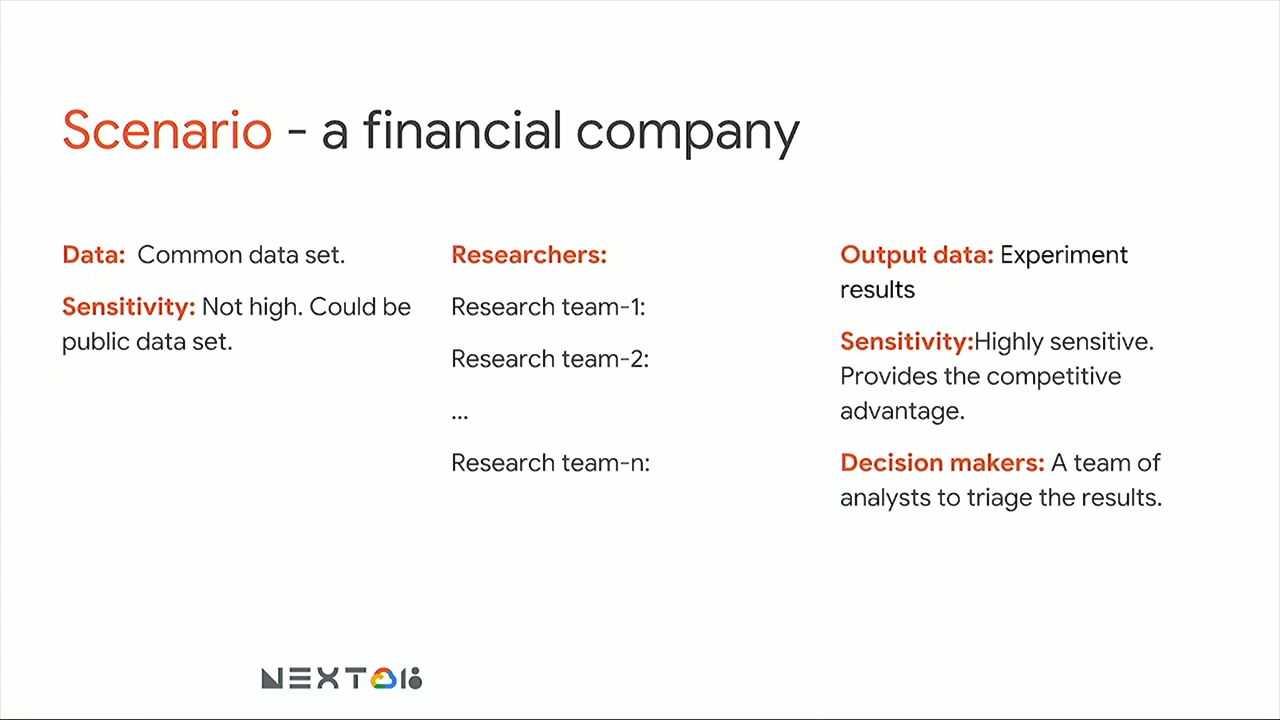 Scenario - a financial company
Data: Common data set.
Sensitivity: Not high. Could be
public data set.
Researchers:
Research team-1:
Research team-2:
...
Research team-n:
Output data: Experiment
results
Sensitivity:Highly sensitive.
Provides the competitive
advantage.
Decision makers: A team of
analysts to triage the results.
NEXT 18